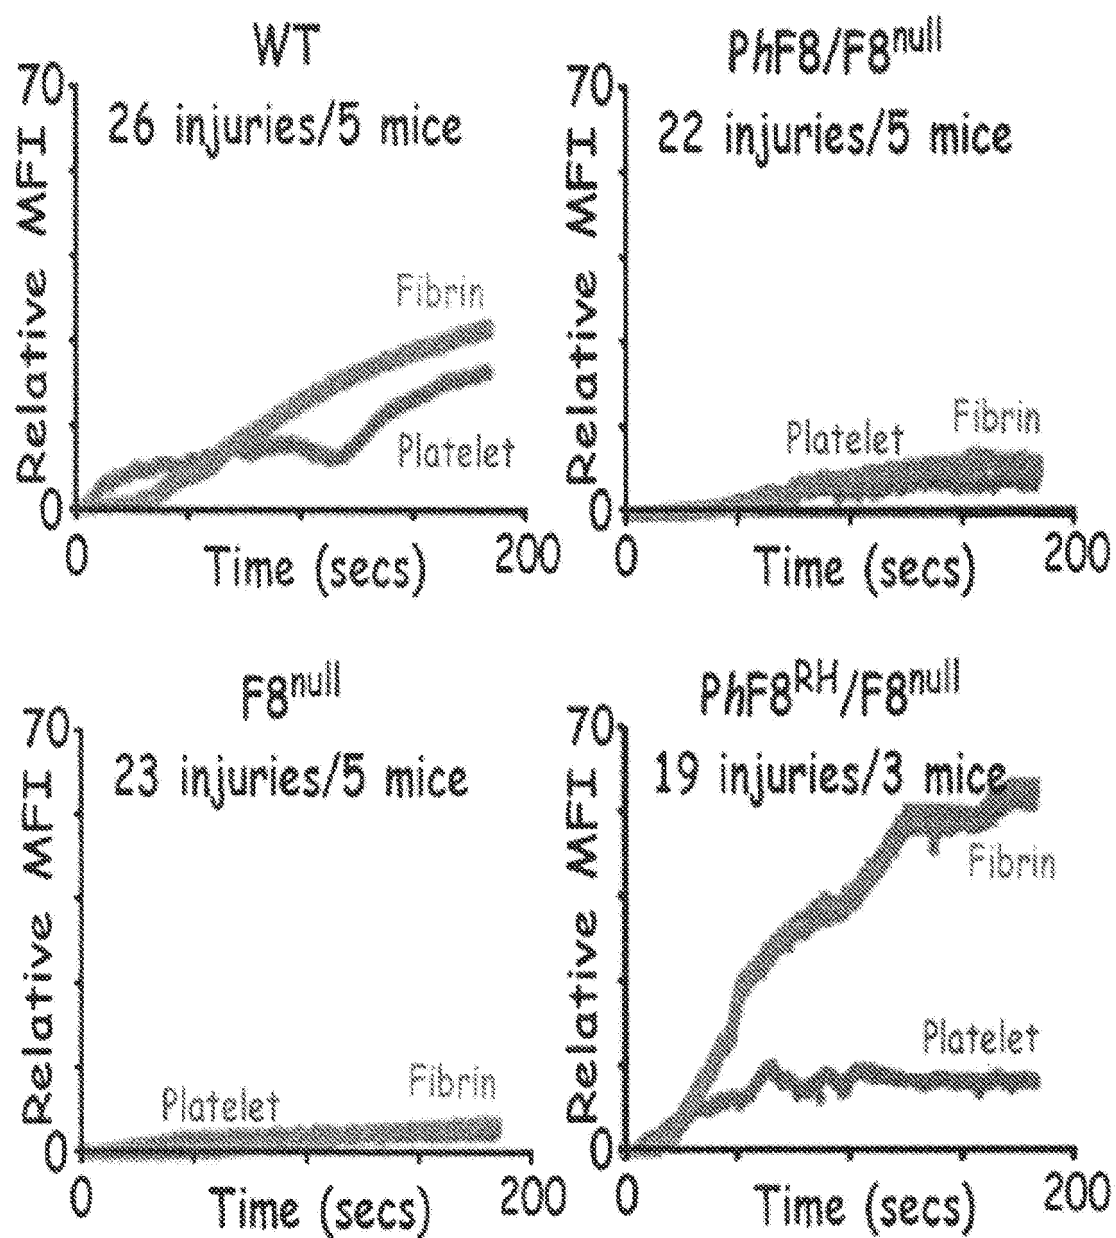 WT
26 injuries/5 mice
70
Relative MFI
Fibrin
Platelet
0
0
Time (secs)
200
PhF8/F8null
22 injuries/5 mice
70
Relative MFI
Platelet
Fibrin
0
0
Time (secs)
200
F8null
23 injuries/5 mice
70
Relative MFI
Platelet
Fibrin
0
0
Time (secs)
200
PhF8RH/F8null
19 injuries/3 mice
70
Relative MFI
Fibrin
Platelet
0
0
Time (secs)
200